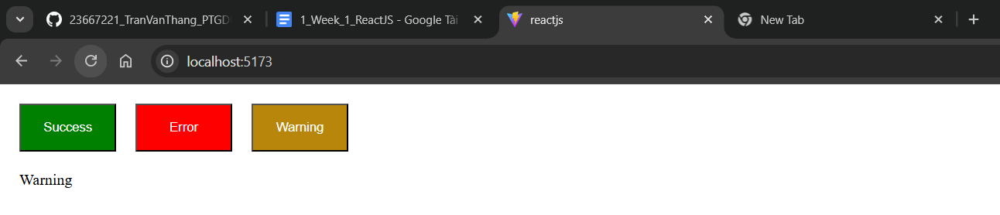 23667221_TranVanThang_PTGD
1_Week_1_ReactJS - Google Tài
reactjs
New Tab
localhost:5173
Success
Error
Warning
Warning